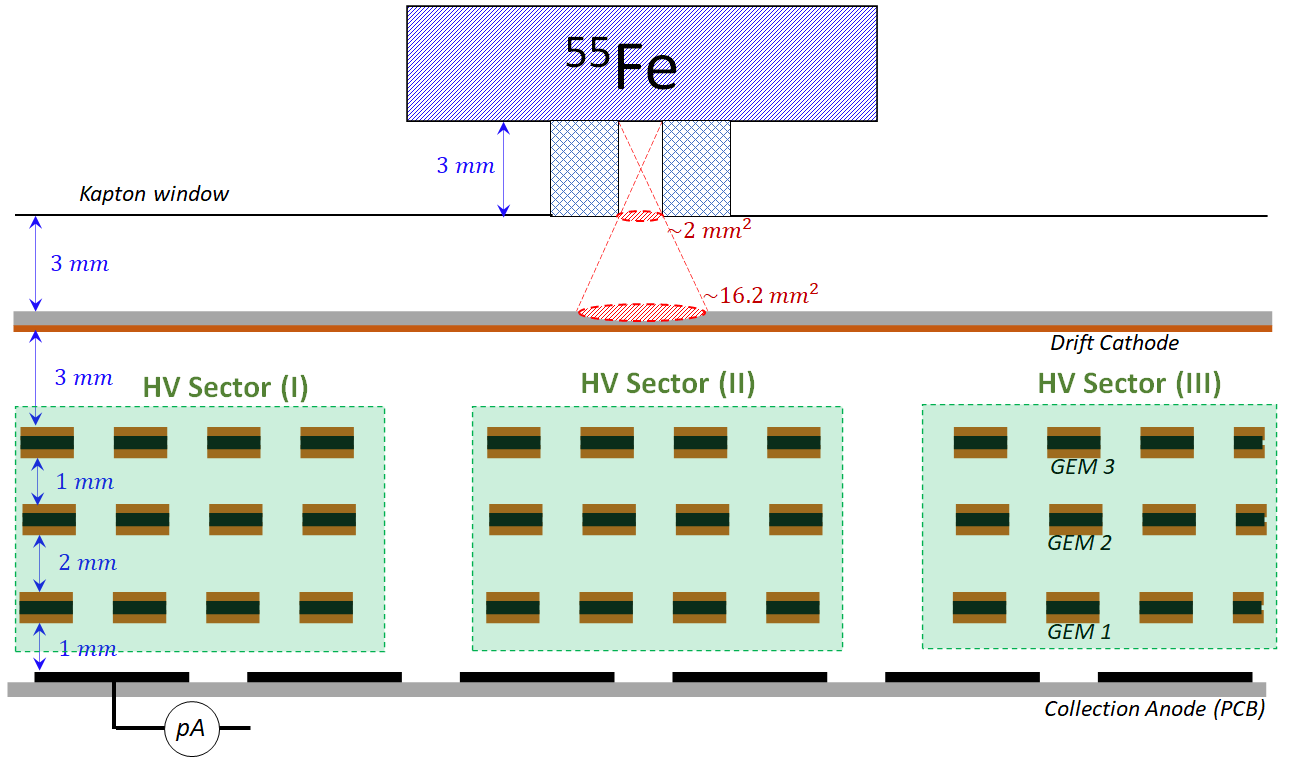 ⁵⁵Fe
3 mm
Kapton window
~2 mm²
3 mm
~16.2 mm²
Drift Cathode
3 mm
HV Sector (I)
HV Sector (II)
HV Sector (III)
GEM 3
1 mm
GEM 2
2 mm
GEM 1
1 mm
Collection Anode (PCB)
pA